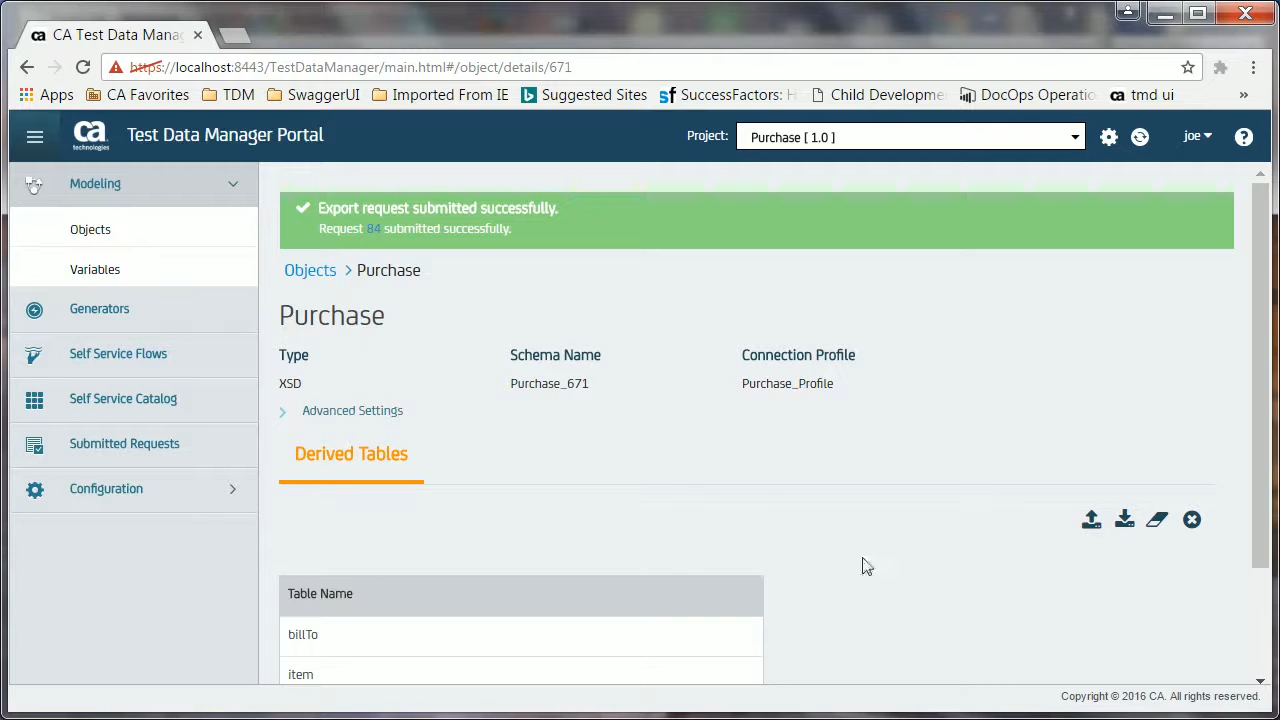 CA Test Data Manag
https://localhost:8443/TestDataManager/main.html#/object/details/671
Apps CA Favorites TDM SwaggerUI Imported From IE Suggested Sites SuccessFactors: H Child Developme DocOps Operatio tmd ui »
ca technologies Test Data Manager Portal Project: Purchase [ 1.0 ] joe
Modeling
Objects
Variables
Generators
Self Service Flows
Self Service Catalog
Submitted Requests
Configuration
Export request submitted successfully.
Request 84 submitted successfully.
Objects > Purchase
Purchase
Type Schema Name Connection Profile
XSD Purchase_671 Purchase_Profile
Advanced Settings
Derived Tables
Table Name
billTo
item
Copyright © 2016 CA. All rights reserved.